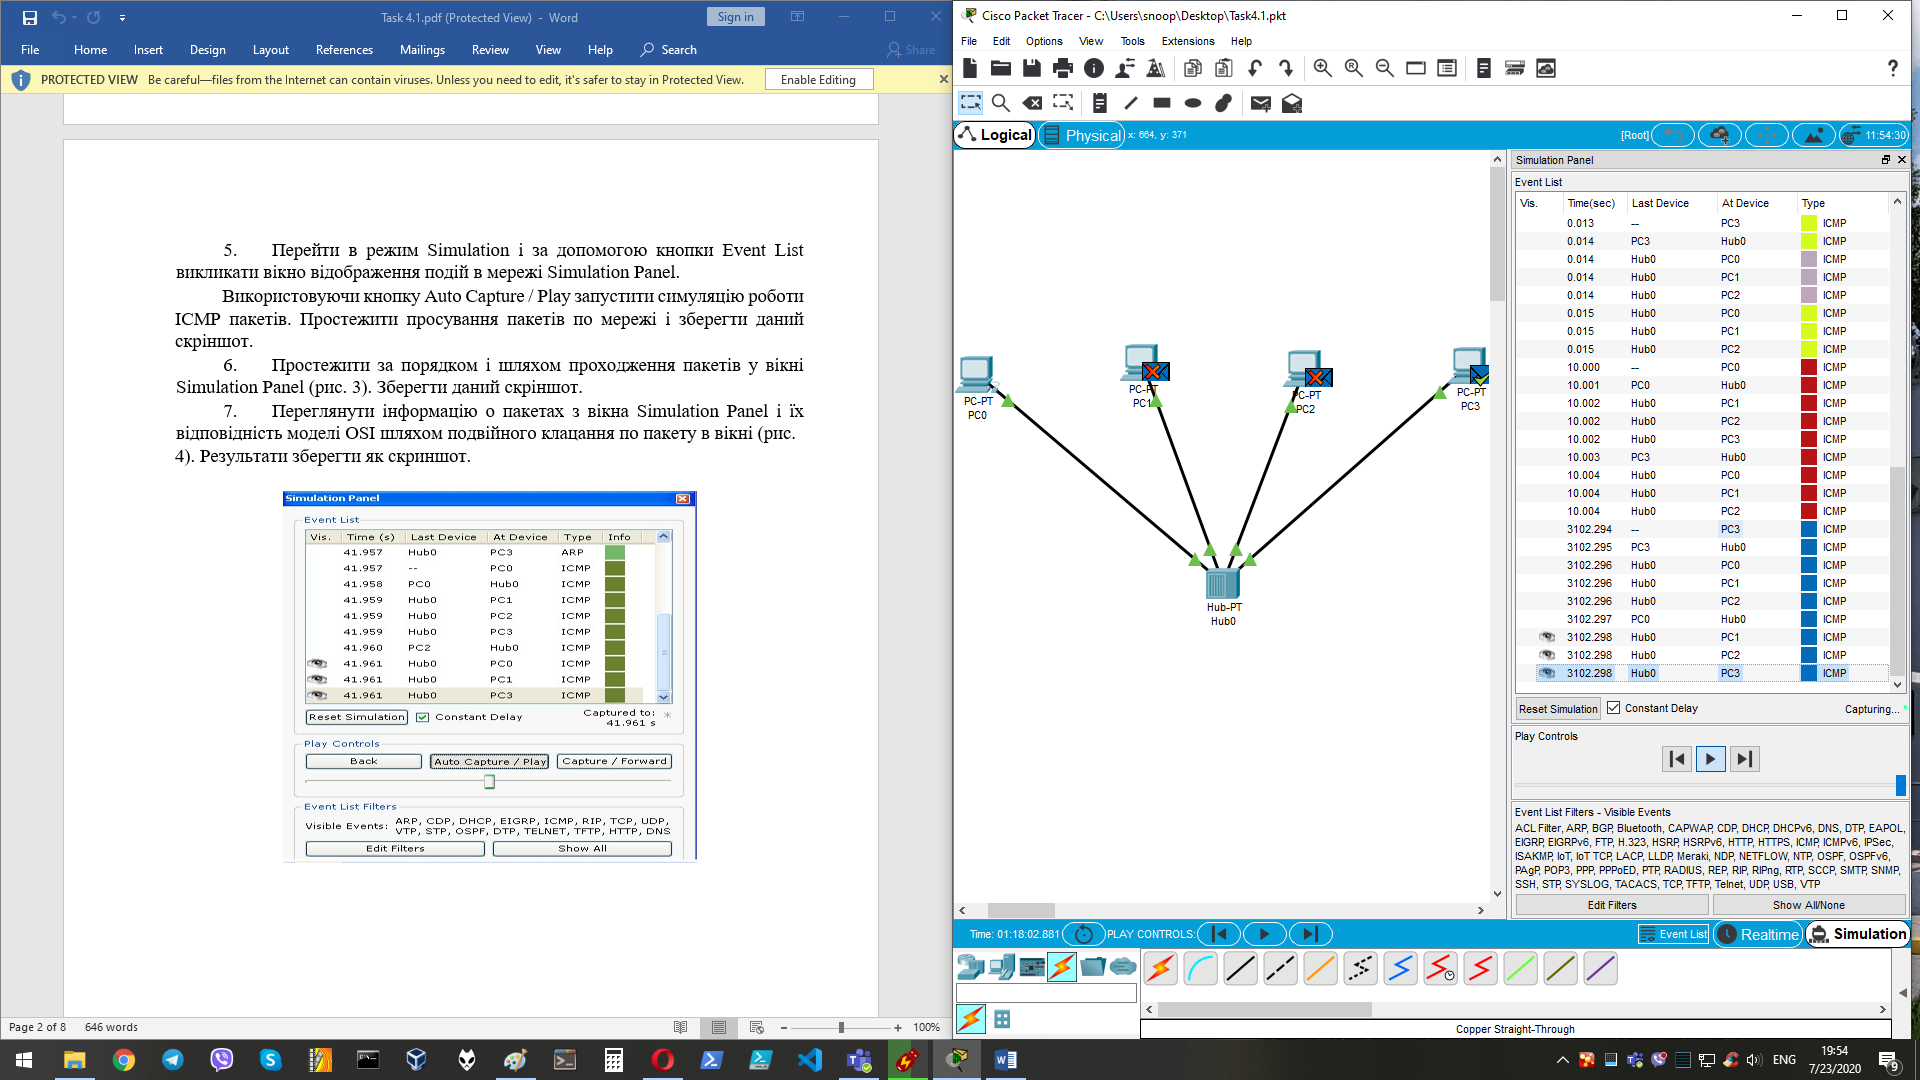 Task 4.1.pdf (Protected View) - Word
Sign in
File Home Insert Design Layout References Mailings Review View Help Search Share
PROTECTED VIEW Be careful—files from the Internet can contain viruses. Unless you need to edit, it's safer to stay in Protected View. Enable Editing
5. Перейти в режим Simulation і за допомогою кнопки Event List
викликати вікно відображення подій в мережі Simulation Panel.
Використовуючи кнопку Auto Capture / Play запустити симуляцію роботи
ICMP пакетів. Простежити просування пакетів по мережі і зберегти даний
скріншот.
6. Простежити за порядком і шляхом проходження пакетів у вікні
Simulation Panel (рис. 3). Зберегти даний скріншот.
7. Переглянути інформацію о пакетах з вікна Simulation Panel і їх
відповідність моделі OSI шляхом подвійного клацання по пакету в вікні (рис.
4). Результати зберегти як скриншот.
Simulation Panel
Event List
Vis. Time (s) Last Device At Device Type Info
41.957 Hub0 PC3 ARP
41.957 -- PC0 ICMP
41.958 PC0 Hub0 ICMP
41.959 Hub0 PC1 ICMP
41.959 Hub0 PC2 ICMP
41.959 Hub0 PC3 ICMP
41.960 PC2 Hub0 ICMP
41.961 Hub0 PC0 ICMP
41.961 Hub0 PC1 ICMP
41.961 Hub0 PC3 ICMP
Reset Simulation Constant Delay Captured to: *
41.961 s
Play Controls
Back Auto Capture / Play Capture / Forward
Event List Filters
Visible Events: ARP, CDP, DHCP, EIGRP, ICMP, RIP, TCP, UDP,
VTP, STP, OSPF, DTP, TELNET, TFTP, HTTP, DNS
Edit Filters Show All
Page 2 of 8 646 words 100%
Cisco Packet Tracer - C:\Users\snoop\Desktop\Task4.1.pkt
File Edit Options View Tools Extensions Help
Logical Physical x: 664, y: 371 [Root] 11:54:30
PC-PT
PC0
PC-PT
PC1
PC-PT
PC2
PC-PT
PC3
Hub-PT
Hub0
Simulation Panel
Event List
Vis. Time(sec) Last Device At Device Type
0.013 -- PC3 ICMP
0.014 PC3 Hub0 ICMP
0.014 Hub0 PC0 ICMP
0.014 Hub0 PC1 ICMP
0.014 Hub0 PC2 ICMP
0.015 Hub0 PC0 ICMP
0.015 Hub0 PC1 ICMP
0.015 Hub0 PC2 ICMP
10.000 -- PC0 ICMP
10.001 PC0 Hub0 ICMP
10.002 Hub0 PC1 ICMP
10.002 Hub0 PC2 ICMP
10.002 Hub0 PC3 ICMP
10.003 PC3 Hub0 ICMP
10.004 Hub0 PC0 ICMP
10.004 Hub0 PC1 ICMP
10.004 Hub0 PC2 ICMP
3102.294 -- PC3 ICMP
3102.295 PC3 Hub0 ICMP
3102.296 Hub0 PC0 ICMP
3102.296 Hub0 PC1 ICMP
3102.296 Hub0 PC2 ICMP
3102.297 PC0 Hub0 ICMP
3102.298 Hub0 PC1 ICMP
3102.298 Hub0 PC2 ICMP
3102.298 Hub0 PC3 ICMP
Reset Simulation Constant Delay Capturing... *
Play Controls
Event List Filters - Visible Events
ACL Filter, ARP, BGP, Bluetooth, CAPWAP, CDP, DHCP, DHCPv6, DNS, DTP, EAPOL,
EIGRP, EIGRPv6, FTP, H.323, HSRP, HSRPv6, HTTP, HTTPS, ICMP, ICMPv6, IPSec,
ISAKMP, IoT, IoT TCP, LACP, LLDP, Meraki, NDP, NETFLOW, NTP, OSPF, OSPFv6,
PAgP, POP3, PPP, PPPoED, PTP, RADIUS, REP, RIP, RIPng, RTP, SCCP, SMTP, SNMP,
SSH, STP, SYSLOG, TACACS, TCP, TFTP, Telnet, UDP, USB, VTP
Edit Filters Show All/None
Time: 01:18:02.881 PLAY CONTROLS: Event List Realtime Simulation
Copper Straight-Through
ENG 19:54
7/23/2020
9